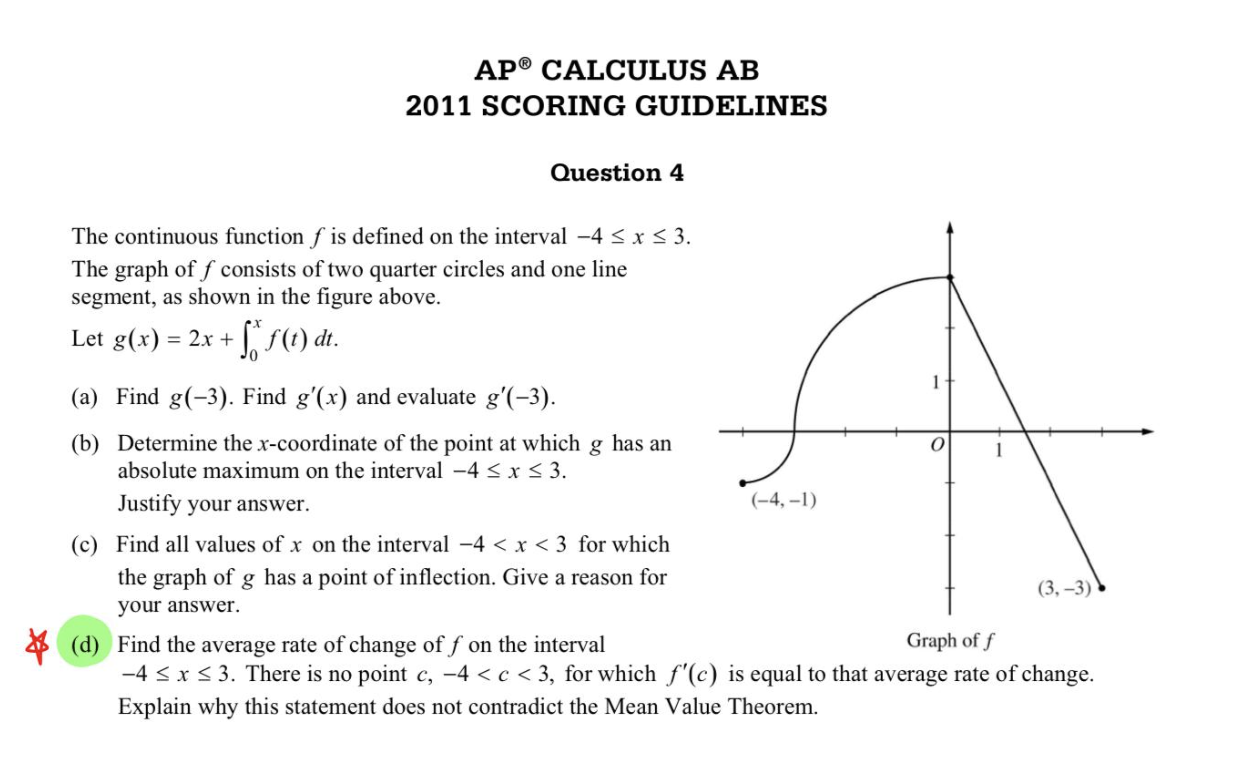 AP® CALCULUS AB
2011 SCORING GUIDELINES
Question 4
The continuous function f is defined on the interval −4 ≤ x ≤ 3.
The graph of f consists of two quarter circles and one line
segment, as shown in the figure above.
Let g(x) = 2x + ∫₀ˣ f(t) dt.
(a) Find g(−3). Find g′(x) and evaluate g′(−3).
(b) Determine the x-coordinate of the point at which g has an
absolute maximum on the interval −4 ≤ x ≤ 3.
Justify your answer.
(c) Find all values of x on the interval −4 < x < 3 for which
the graph of g has a point of inflection. Give a reason for
your answer.
(d) Find the average rate of change of f on the interval
−4 ≤ x ≤ 3. There is no point c, −4 < c < 3, for which f′(c) is equal to that average rate of change.
Explain why this statement does not contradict the Mean Value Theorem.
1
O
1
(−4, −1)
(3, −3)
Graph of f